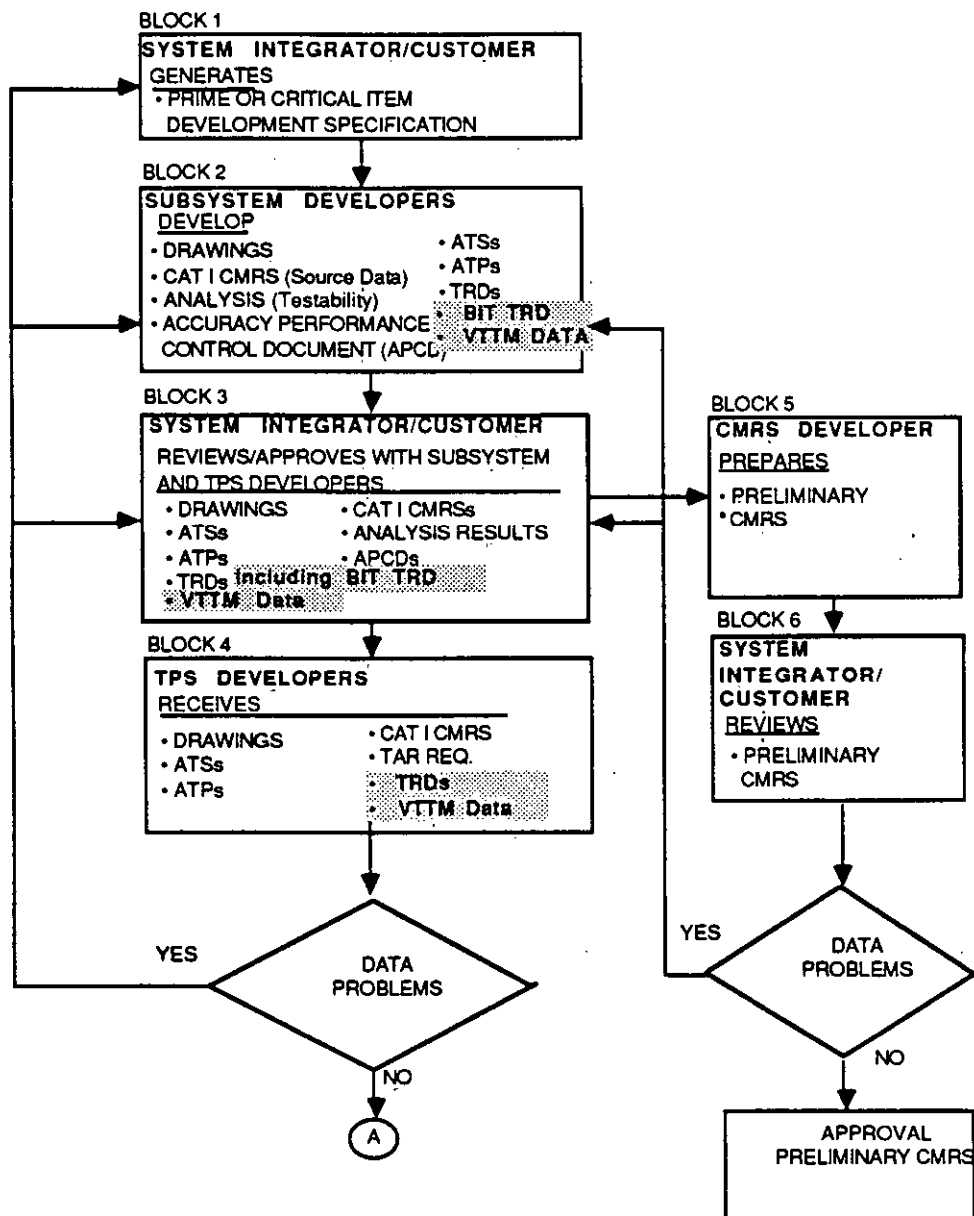 BLOCK 1
SYSTEM INTEGRATOR/CUSTOMER
GENERATES
• PRIME OR CRITICAL ITEM
DEVELOPMENT SPECIFICATION
BLOCK 2
SUBSYSTEM DEVELOPERS
DEVELOP
• DRAWINGS
• CAT I CMRS (Source Data)
• ANALYSIS (Testability)
• ACCURACY PERFORMANCE
CONTROL DOCUMENT (APCD)
• ATSs
• ATPs
• TRDs
• BIT TRD
• VTTM DATA
BLOCK 3
SYSTEM INTEGRATOR/CUSTOMER
REVIEWS/APPROVES WITH SUBSYSTEM
AND TPS DEVELOPERS
• DRAWINGS
• ATSs
• ATPs
• TRDs including BIT TRD
• VTTM Data
• CAT I CMRSs
• ANALYSIS RESULTS
• APCDs
BLOCK 4
TPS DEVELOPERS
RECEIVES
• DRAWINGS
• ATSs
• ATPs
• CAT I CMRS
• TAR REQ.
• TRDs
• VTTM Data
YES
DATA
PROBLEMS
NO
A
BLOCK 5
CMRS DEVELOPER
PREPARES
• PRELIMINARY
• CMRS
BLOCK 6
SYSTEM
INTEGRATOR/
CUSTOMER
REVIEWS
• PRELIMINARY
CMRS
YES
DATA
PROBLEMS
NO
APPROVAL
PRELIMINARY CMRS